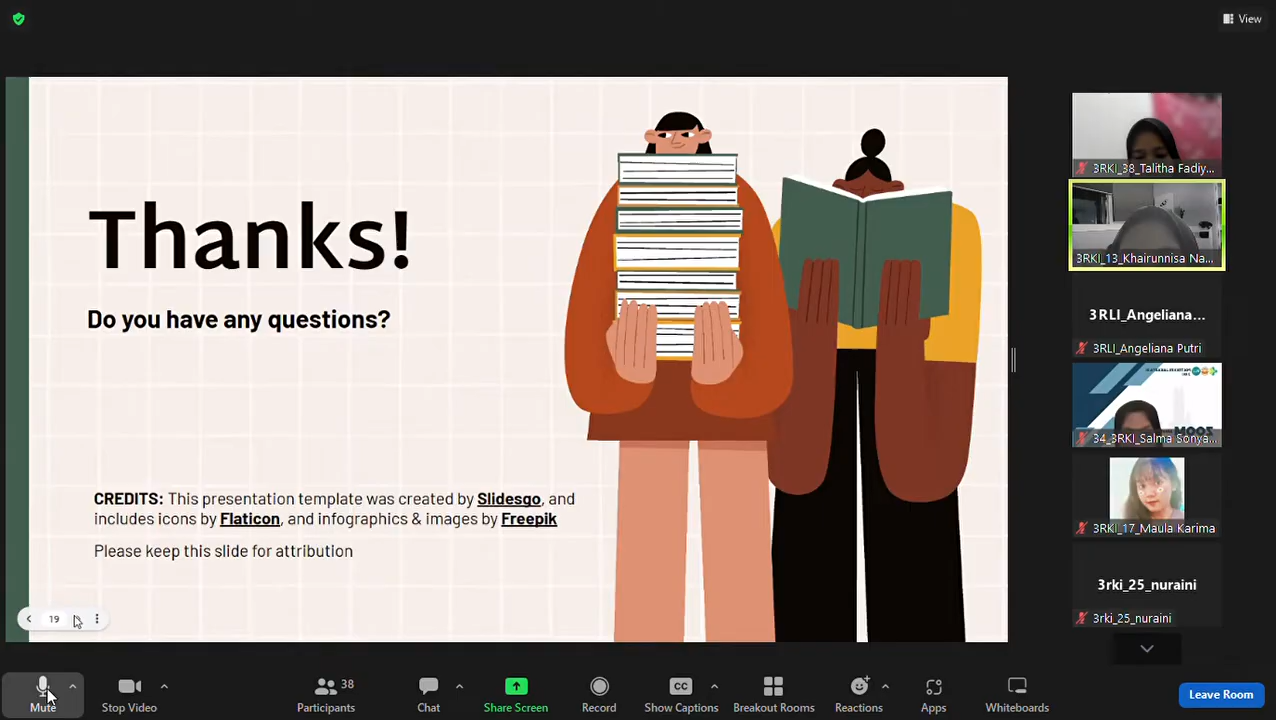 View
Thanks!
Do you have any questions?
CREDITS: This presentation template was created by Slidesgo, and
includes icons by Flaticon, and infographics & images by Freepik
Please keep this slide for attribution
19
3RKI_38_Talitha Fadiy...
3RKI_13_Khairunnisa Na...
3RLI_Angeliana...
3RLI_Angeliana Putri
34_3RKI_Salma Sonya...
3RKI_17_Maula Karima
3rki_25_nuraini
3rki_25_nuraini
Mute
Stop Video
Participants
38
Chat
Share Screen
Record
CC
Show Captions
Breakout Rooms
Reactions
Apps
Whiteboards
Leave Room